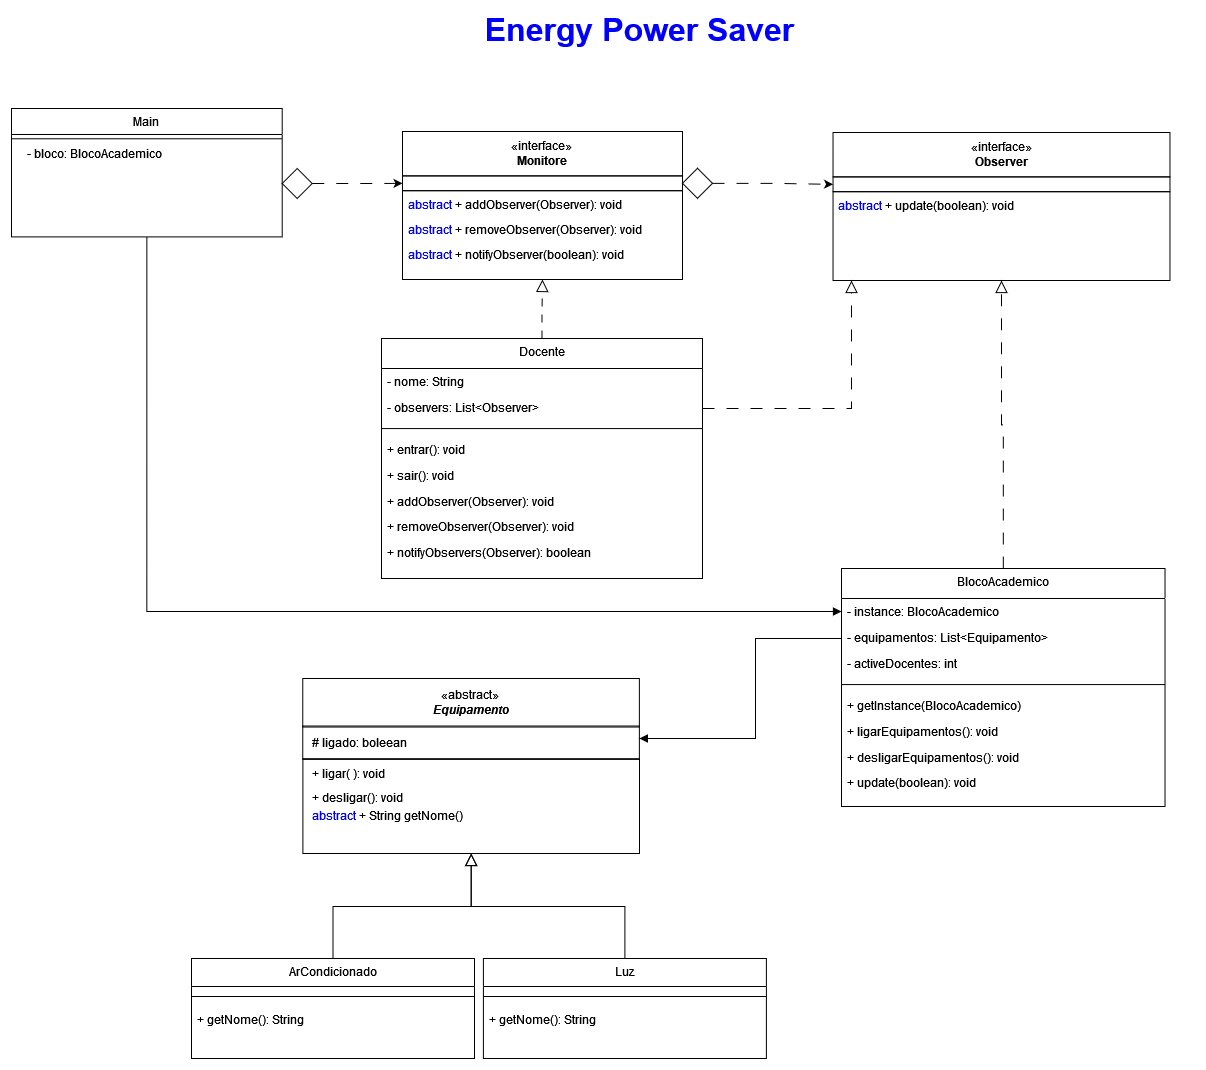 Energy Power Saver
Main
- bloco: BlocoAcademico
«interface»
Monitore
abstract + addObserver(Observer): void
abstract + removeObserver(Observer): void
abstract + notifyObserver(boolean): void
«interface»
Observer
abstract + update(boolean): void
Docente
- nome: String
- observers: List<Observer>
+ entrar(): void
+ sair(): void
+ addObserver(Observer): void
+ removeObserver(Observer): void
+ notifyObservers(Observer): boolean
BlocoAcademico
- instance: BlocoAcademico
- equipamentos: List<Equipamento>
- activeDocentes: int
+ getInstance(BlocoAcademico)
+ ligarEquipamentos(): void
+ desligarEquipamentos(): void
+ update(boolean): void
«abstract»
Equipamento
# ligado: boleean
+ ligar( ): void
+ desligar(): void
abstract + String getNome()
ArCondicionado
+ getNome(): String
Luz
+ getNome(): String